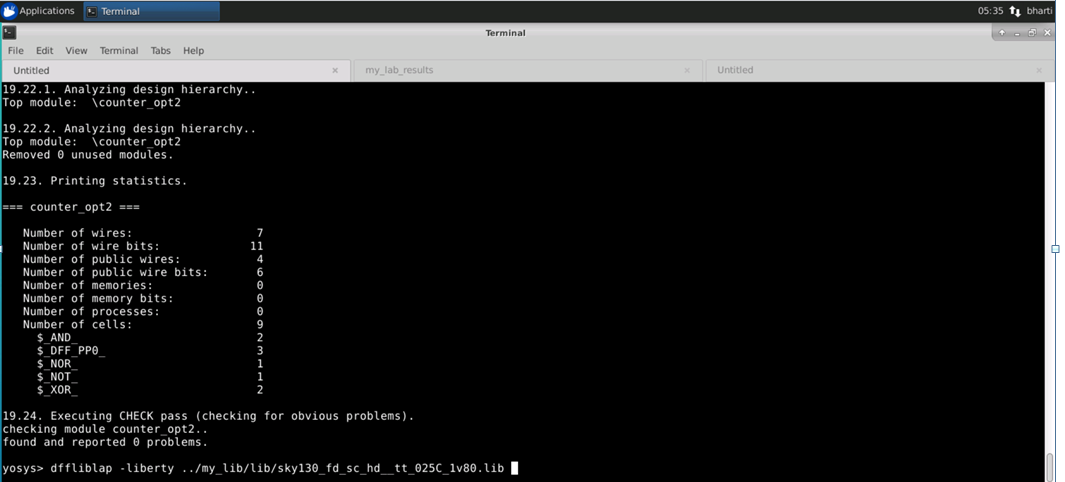 Applications Terminal 05:35 bharti
Terminal
File Edit View Terminal Tabs Help
Untitled × my_lab_results × Untitled ×
19.22.1. Analyzing design hierarchy..
Top module:  \counter_opt2

19.22.2. Analyzing design hierarchy..
Top module:  \counter_opt2
Removed 0 unused modules.

19.23. Printing statistics.

=== counter_opt2 ===

   Number of wires:                  7
   Number of wire bits:             11
   Number of public wires:           4
   Number of public wire bits:       6
   Number of memories:               0
   Number of memory bits:            0
   Number of processes:              0
   Number of cells:                  9
     $_AND_                          2
     $_DFF_PP0_                      3
     $_NOR_                          1
     $_NOT_                          1
     $_XOR_                          2

19.24. Executing CHECK pass (checking for obvious problems).
checking module counter_opt2..
found and reported 0 problems.

yosys> dffliblap -liberty ../my_lib/lib/sky130_fd_sc_hd__tt_025C_1v80.lib